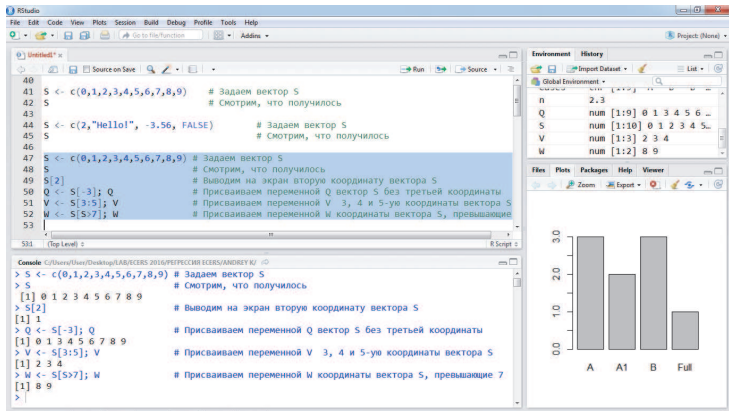 RStudio
File Edit Code View Plots Session Build Debug Profile Tools Help
Go to file/function Addins Project: (None)
Untitled1* ×
Source on Save Run Source
40
41 S <- c(0,1,2,3,4,5,6,7,8,9) # Задаем вектор S
42 S # Смотрим, что получилось
43
44 S <- c(2,"Hello!", -3.56, FALSE) # Задаем вектор S
45 S # Смотрим, что получилось
46
47 S <- c(0,1,2,3,4,5,6,7,8,9) # Задаем вектор S
48 S # Смотрим, что получилось
49 S[2] # Выводим на экран вторую координату вектора S
50 Q <- S[-3]; Q # Присваиваем переменной Q вектор S без третьей координаты
51 V <- S[3:5]; V # Присваиваем переменной V 3, 4 и 5-ую координаты вектора S
52 W <- S[S>7]; W # Присваиваем переменной W координаты вектора S, превышающие
53
53:1 (Top Level) R Script
Console C:/Users/User/Desktop/LAB/ECERS 2016/РЕГРЕССИЯ ECERS/ANDREY K/
> S <- c(0,1,2,3,4,5,6,7,8,9) # Задаем вектор S
> S # Смотрим, что получилось
[1] 0 1 2 3 4 5 6 7 8 9
> S[2] # Выводим на экран вторую координату вектора S
[1] 1
> Q <- S[-3]; Q # Присваиваем переменной Q вектор S без третьей координаты
[1] 0 1 3 4 5 6 7 8 9
> V <- S[3:5]; V # Присваиваем переменной V 3, 4 и 5-ую координаты вектора S
[1] 2 3 4
> W <- S[S>7]; W # Присваиваем переменной W координаты вектора S, превышающие 7
[1] 8 9
>
Environment History
Import Dataset List
Global Environment
n 2.3
Q num [1:9] 0 1 3 4 5 6 …
S num [1:10] 0 1 2 3 4 5…
V num [1:3] 2 3 4
W num [1:2] 8 9
Files Plots Packages Help Viewer
Zoom Export
3.0
2.0
1.0
0.0
A A1 B Full